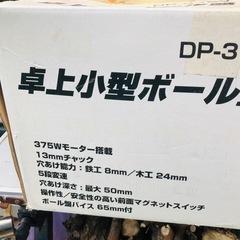 DP-3
卓上小型ボール
375Wモーター搭載
13mmチャック
穴あけ能力：鉄工 8mm／木工 24mm
5段変速
穴あけ深さ：最大 50mm
操作性／安全性の高い前面マグネットスイッチ
ボール盤バイス 65mm付